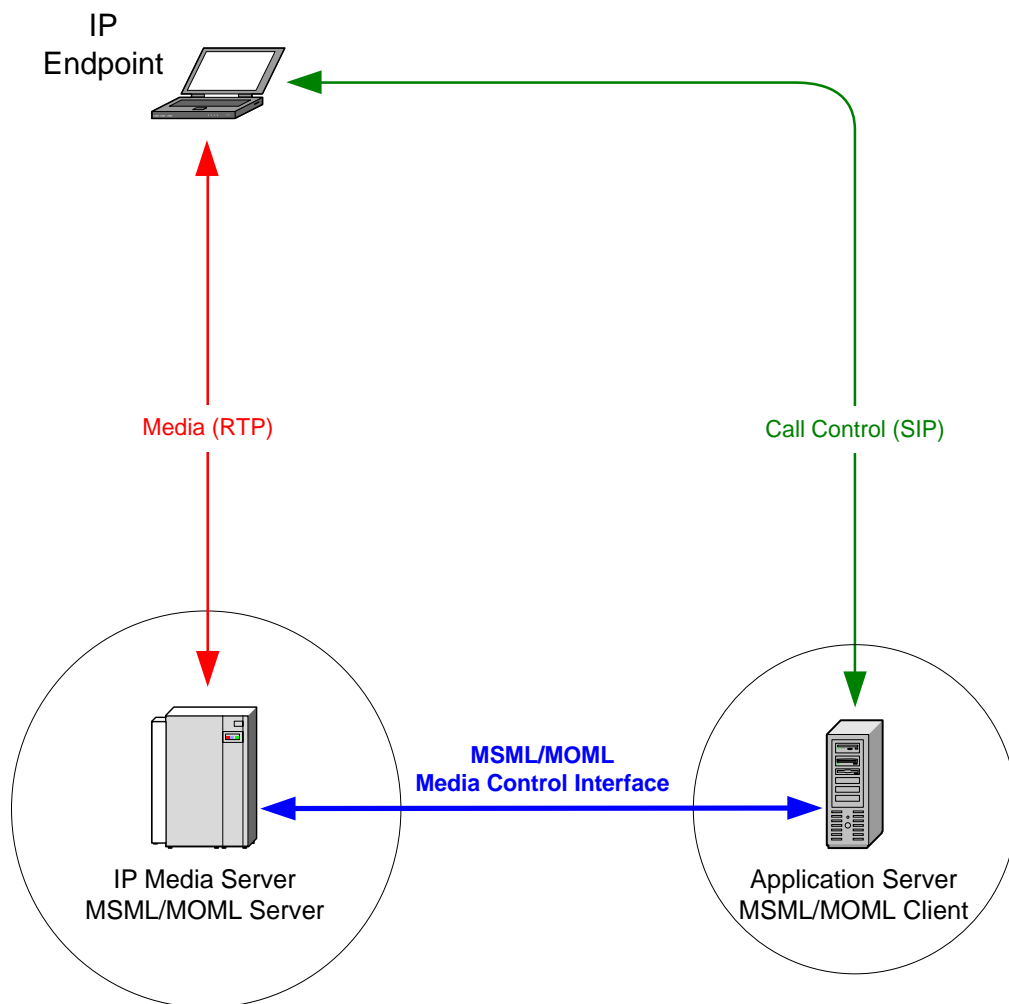 IP
Endpoint
Media (RTP)
Call Control (SIP)
MSML/MOML
Media Control Interface
IP Media Server
MSML/MOML Server
Application Server
MSML/MOML Client